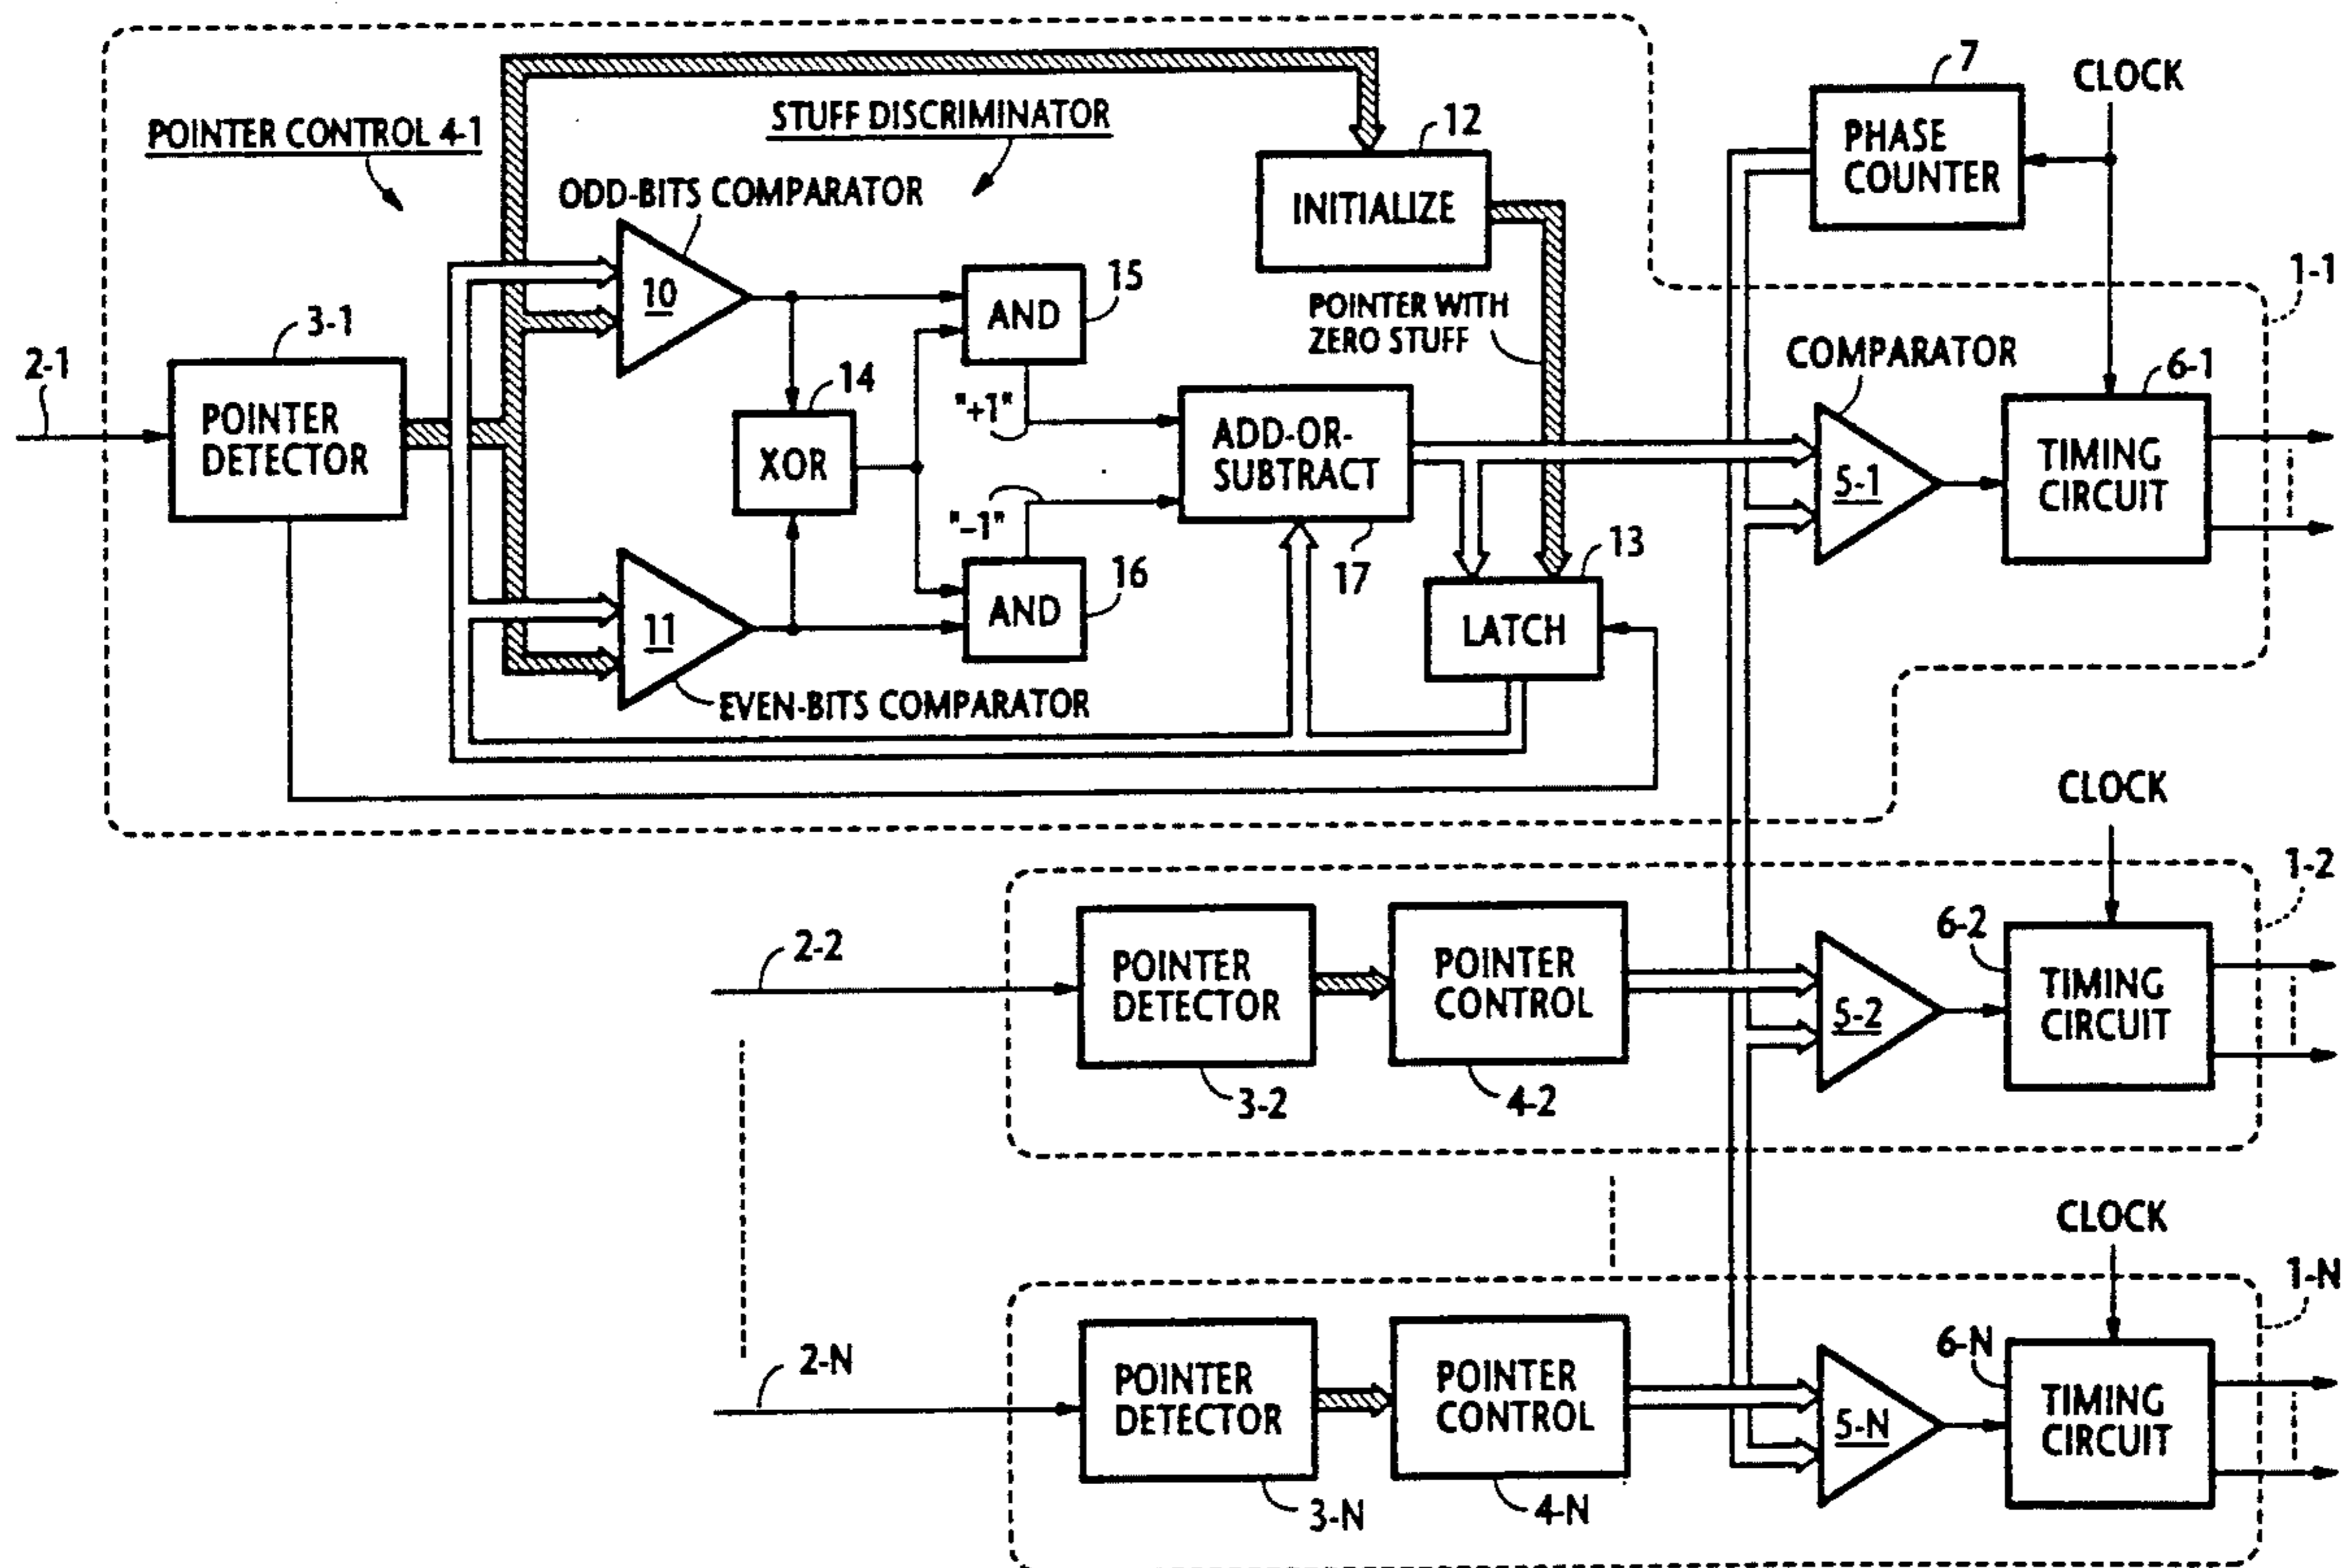 7
CLOCK
PHASE
COUNTER
STUFF DISCRIMINATOR
POINTER CONTROL 4-1
12
INITIALIZE
ODD-BITS COMPARATOR
10
15
AND
POINTER WITH
ZERO STUFF
1-1
3-1
2-1
POINTER
DETECTOR
14
XOR
"+1"
ADD-OR-
SUBTRACT
17
COMPARATOR
5-1
6-1
TIMING
CIRCUIT
"-1"
16
AND
13
LATCH
11
EVEN-BITS COMPARATOR
CLOCK
1-2
2-2
POINTER
DETECTOR
3-2
POINTER
CONTROL
4-2
5-2
6-2
TIMING
CIRCUIT
CLOCK
1-N
2-N
POINTER
DETECTOR
3-N
POINTER
CONTROL
4-N
5-N
6-N
TIMING
CIRCUIT